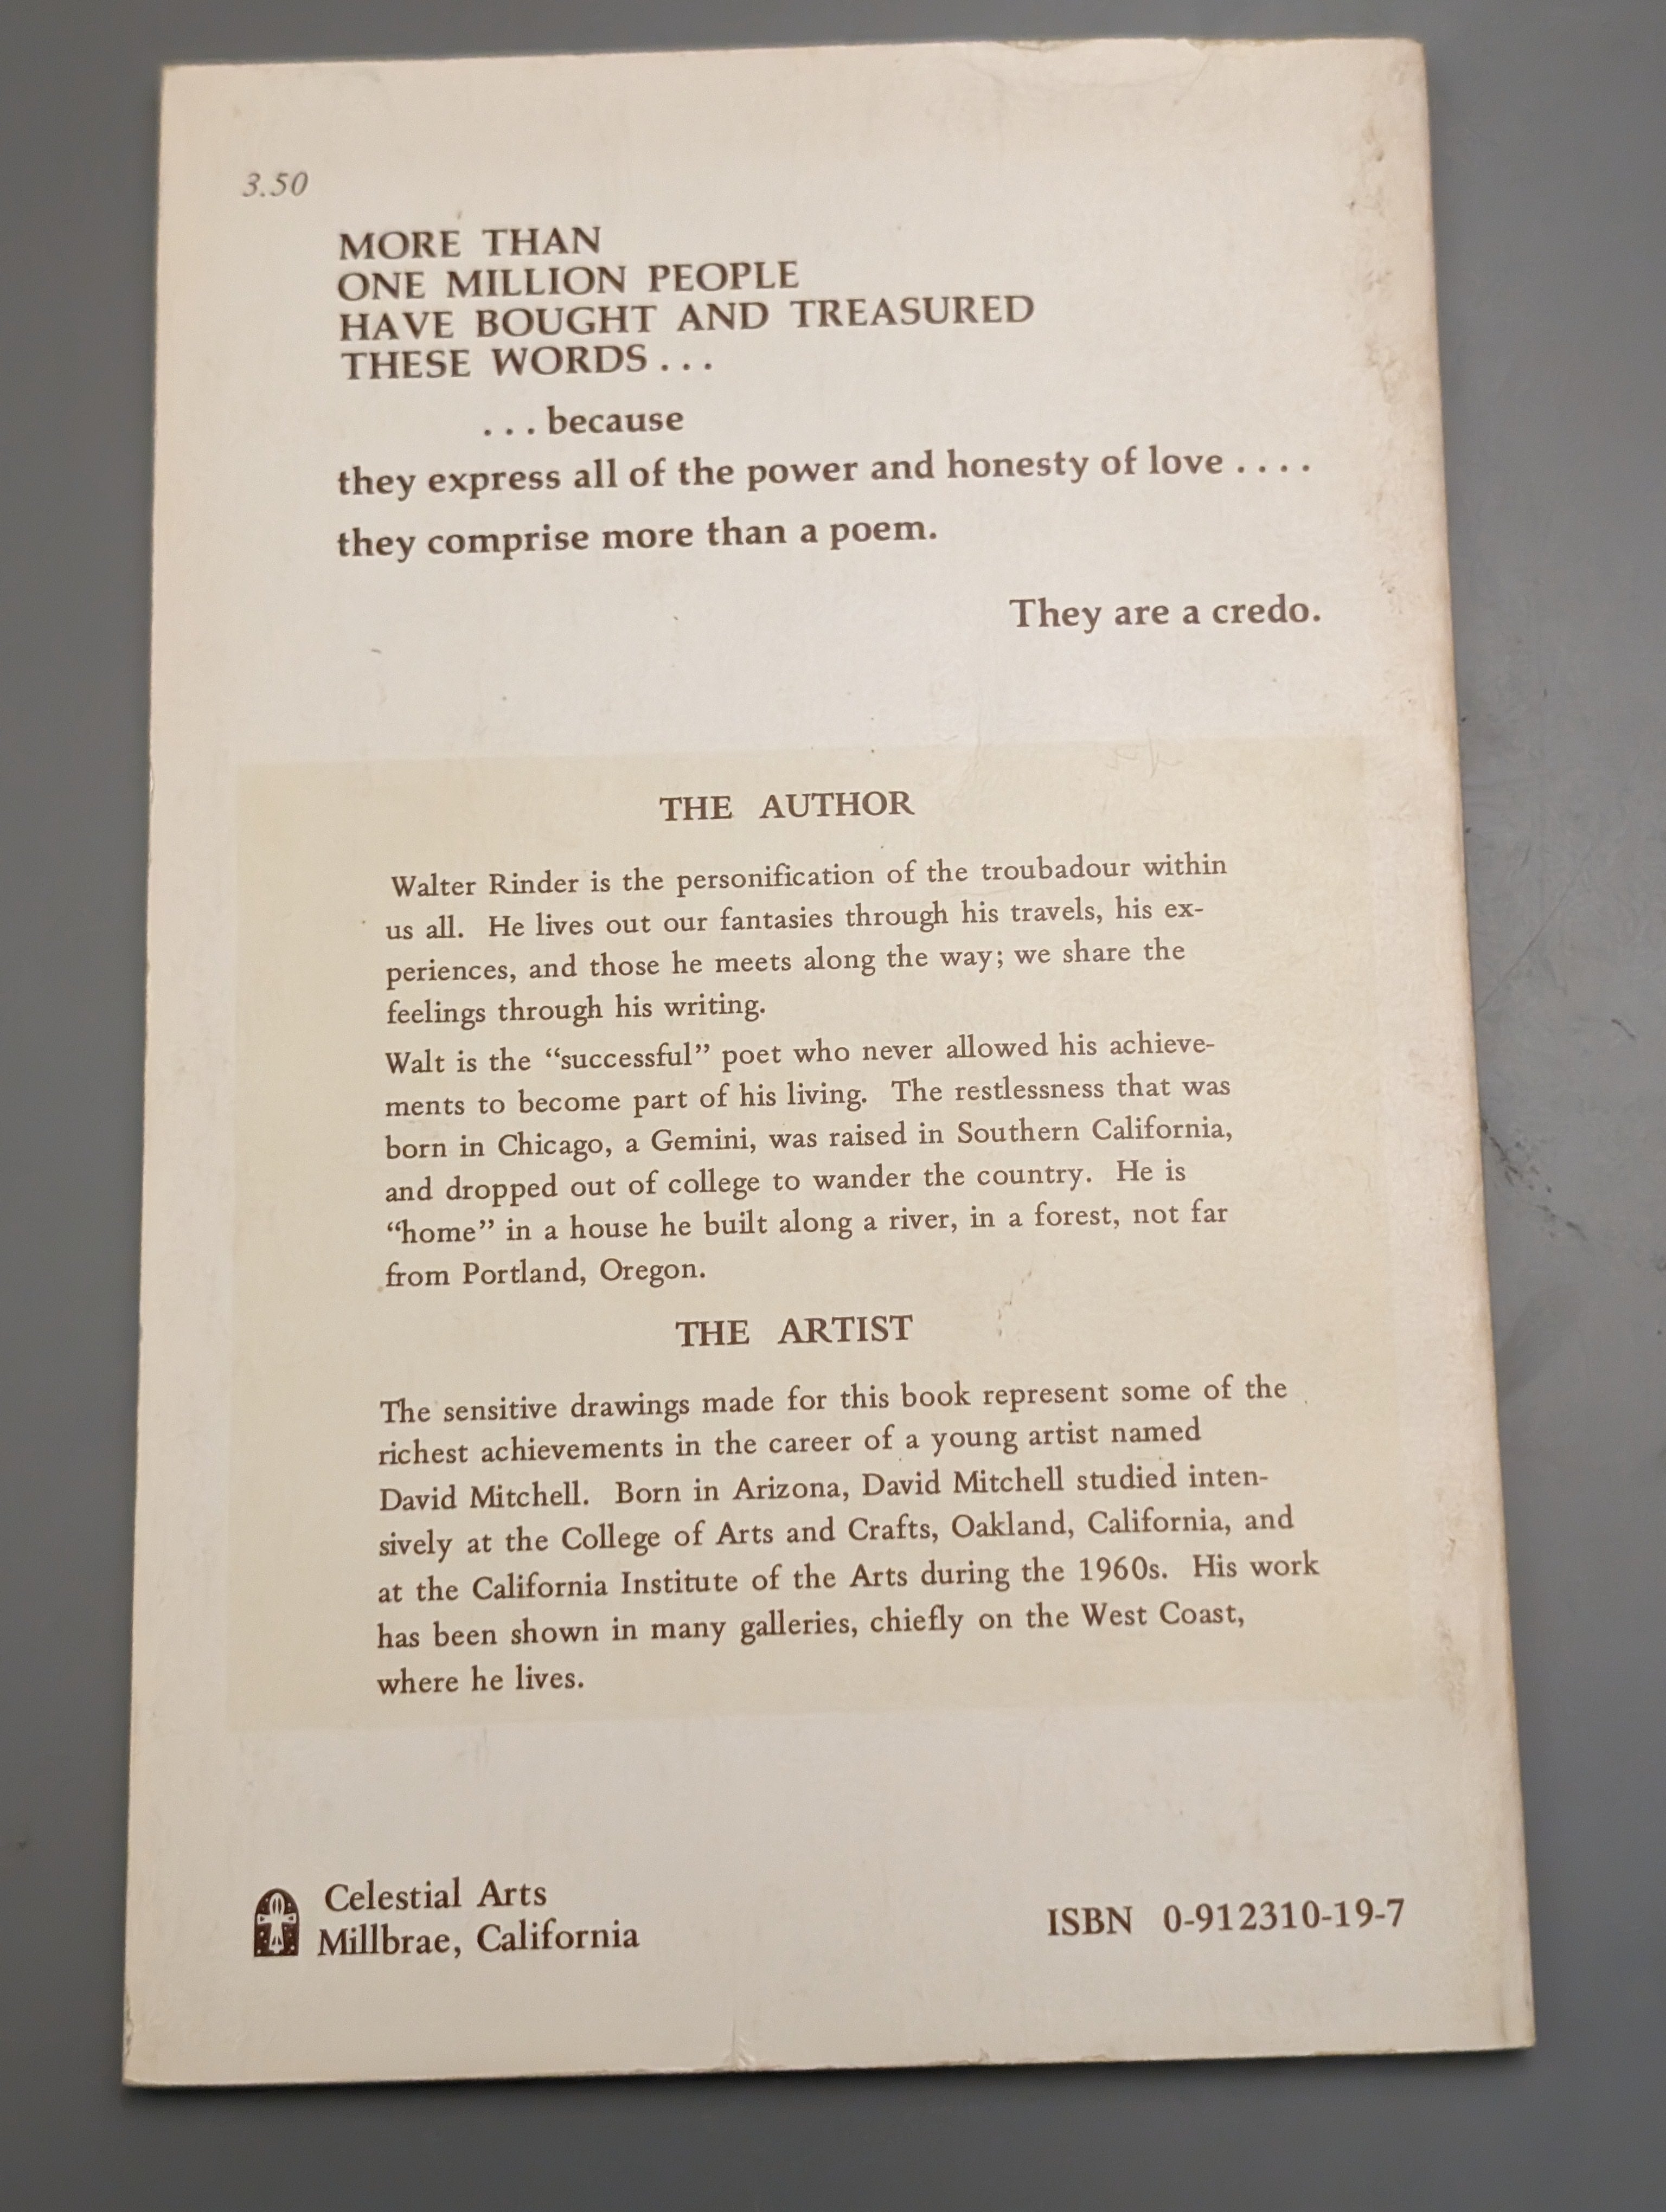 3.50
MORE THAN
ONE MILLION PEOPLE
HAVE BOUGHT AND TREASURED
THESE WORDS . . .
. . . because
they express all of the power and honesty of love . . . .
they comprise more than a poem.
They are a credo.
THE AUTHOR
Walter Rinder is the personification of the troubadour within
us all. He lives out our fantasies through his travels, his ex-
periences, and those he meets along the way; we share the
feelings through his writing.
Walt is the “successful” poet who never allowed his achieve-
ments to become part of his living. The restlessness that was
born in Chicago, a Gemini, was raised in Southern California,
and dropped out of college to wander the country. He is
“home” in a house he built along a river, in a forest, not far
from Portland, Oregon.
THE ARTIST
The sensitive drawings made for this book represent some of the
richest achievements in the career of a young artist named
David Mitchell. Born in Arizona, David Mitchell studied inten-
sively at the College of Arts and Crafts, Oakland, California, and
at the California Institute of the Arts during the 1960s. His work
has been shown in many galleries, chiefly on the West Coast,
where he lives.
Celestial Arts
Millbrae, California
ISBN 0-912310-19-7